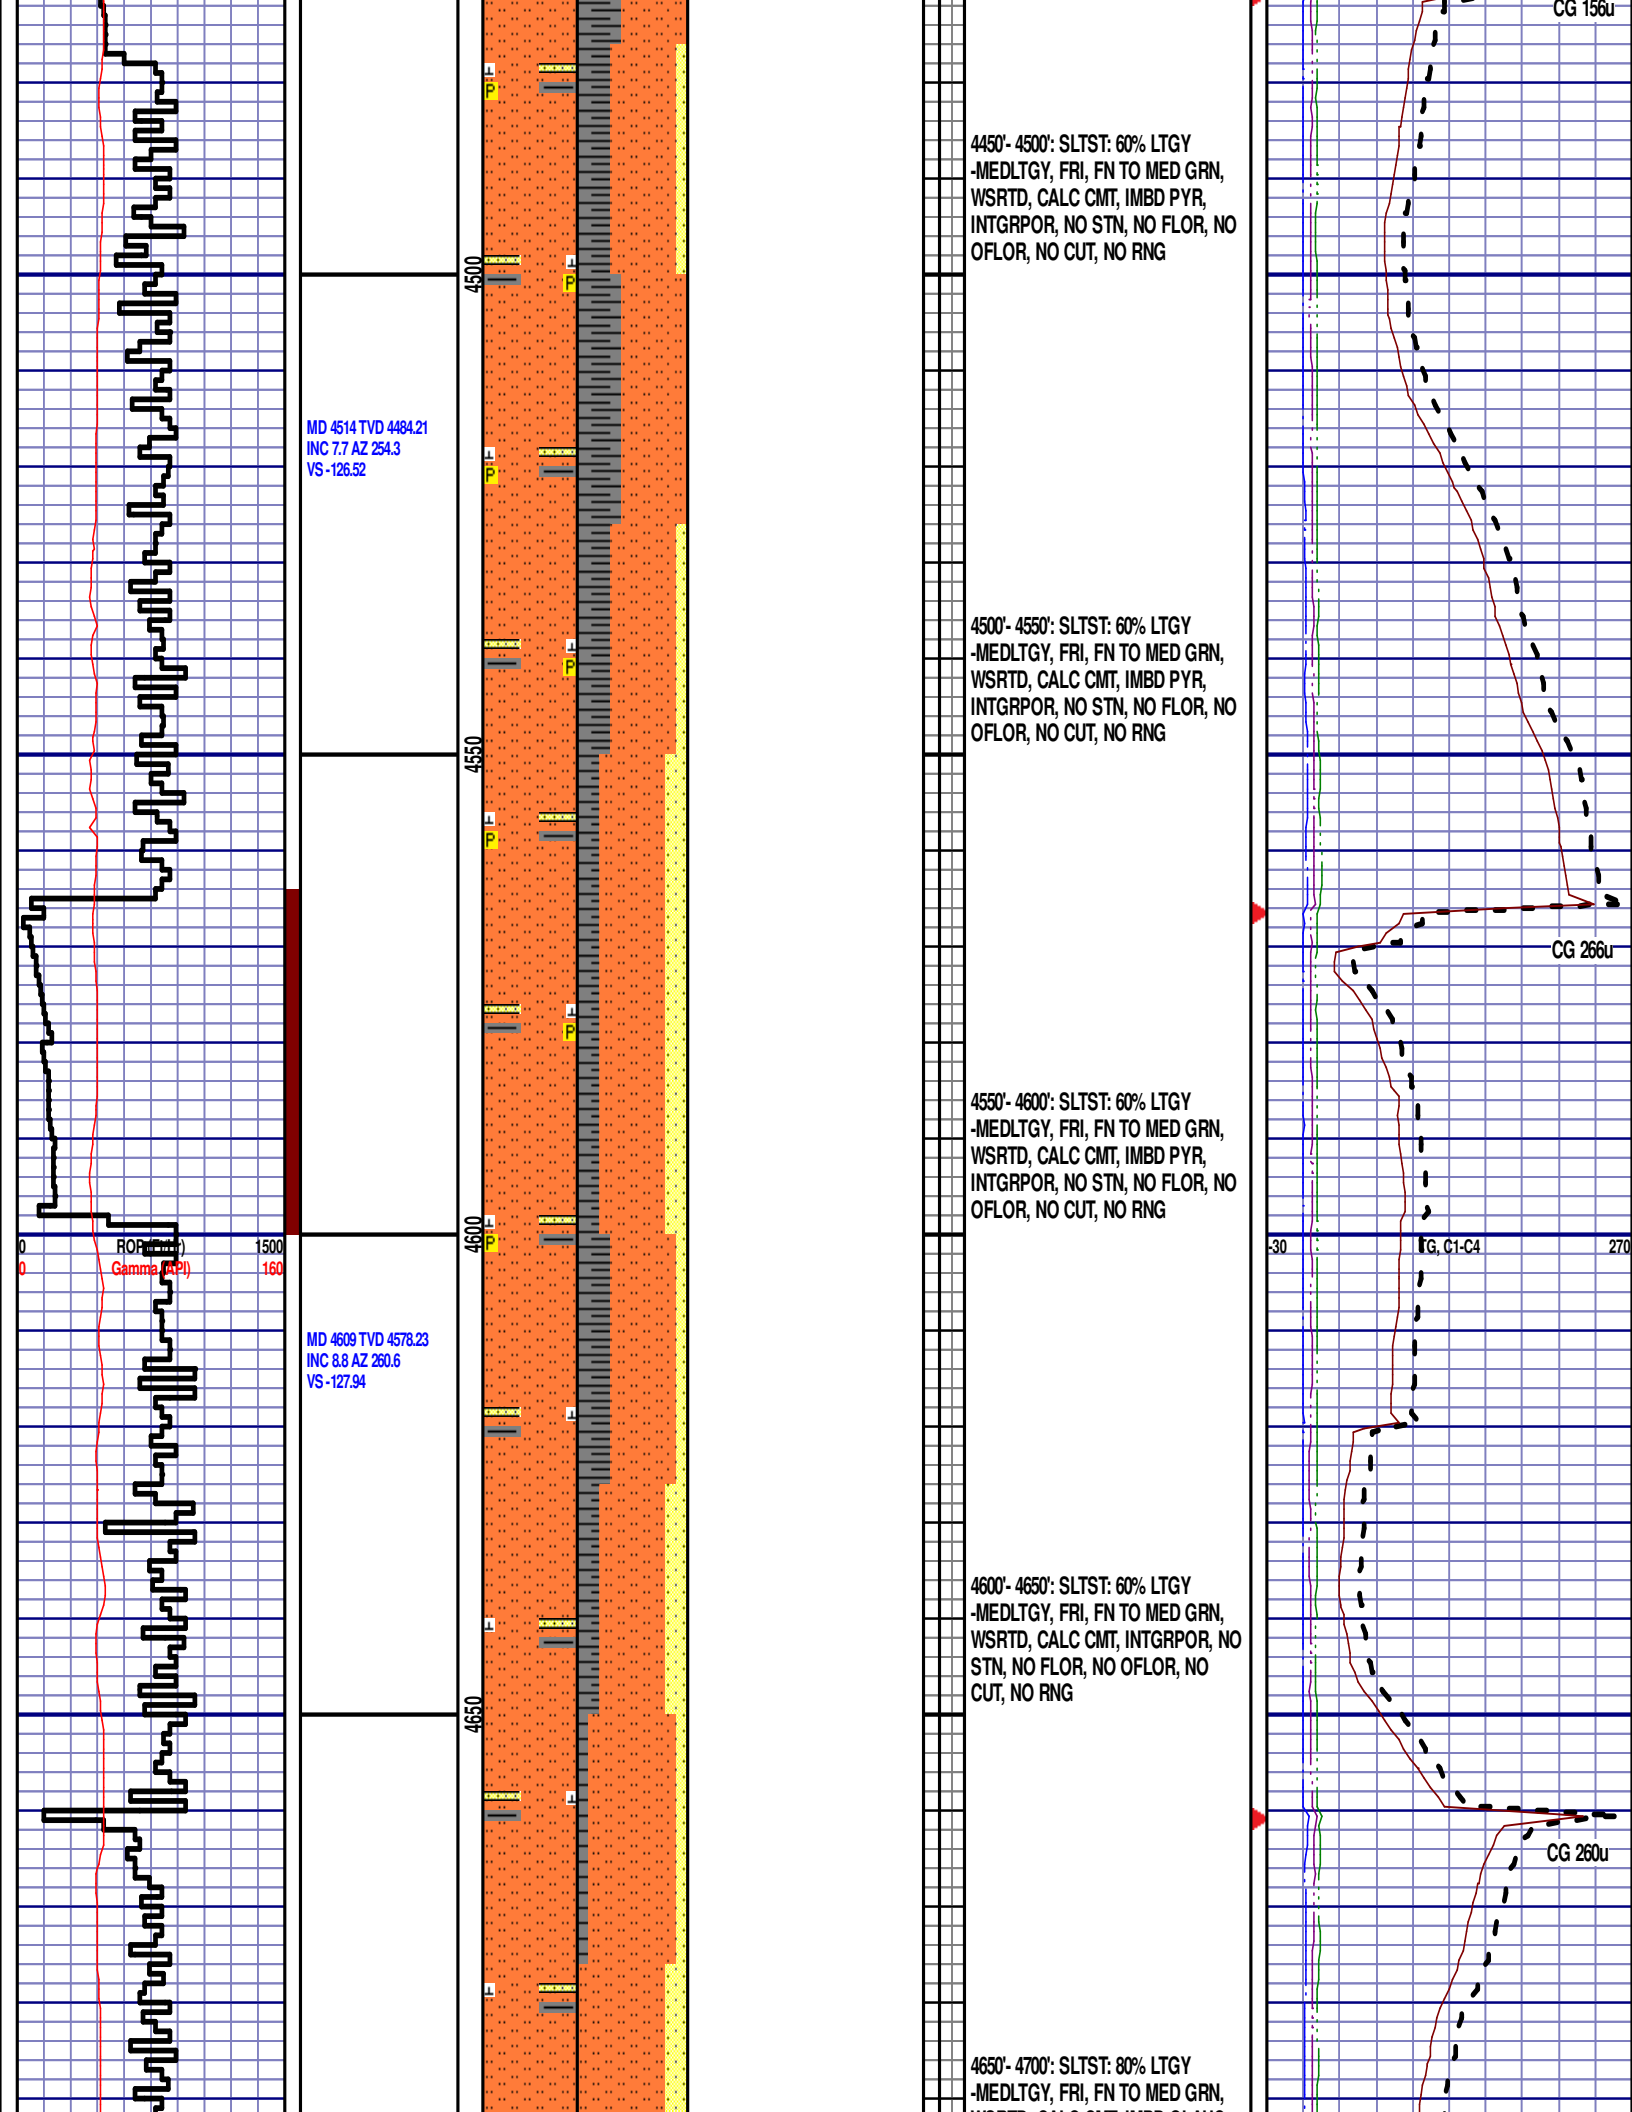 CG 156u
4450'- 4500': SLTST: 60% LTGY
-MEDLTGY, FRI, FN TO MED GRN,
WSRTD, CALC CMT, IMBD PYR,
INTGRPOR, NO STN, NO FLOR, NO
OFLOR, NO CUT, NO RNG
P
4500
P
MD 4514 TVD 4484.21
INC 7.7 AZ 254.3
VS -126.52
P
4500'- 4550': SLTST: 60% LTGY
-MEDLTGY, FRI, FN TO MED GRN,
WSRTD, CALC CMT, IMBD PYR,
INTGRPOR, NO STN, NO FLOR, NO
OFLOR, NO CUT, NO RNG
P
4550
P
CG 266u
P
4550'- 4600': SLTST: 60% LTGY
-MEDLTGY, FRI, FN TO MED GRN,
WSRTD, CALC CMT, IMBD PYR,
INTGRPOR, NO STN, NO FLOR, NO
OFLOR, NO CUT, NO RNG
4600
P
0 1500
0 Gamma (API) 160
-30 TG, C1-C4 270
MD 4609 TVD 4578.23
INC 8.8 AZ 260.6
VS -127.94
4600'- 4650': SLTST: 60% LTGY
-MEDLTGY, FRI, FN TO MED GRN,
WSRTD, CALC CMT, INTGRPOR, NO
STN, NO FLOR, NO OFLOR, NO
CUT, NO RNG
4650
CG 260u
4650'- 4700': SLTST: 80% LTGY
-MEDLTGY, FRI, FN TO MED GRN,